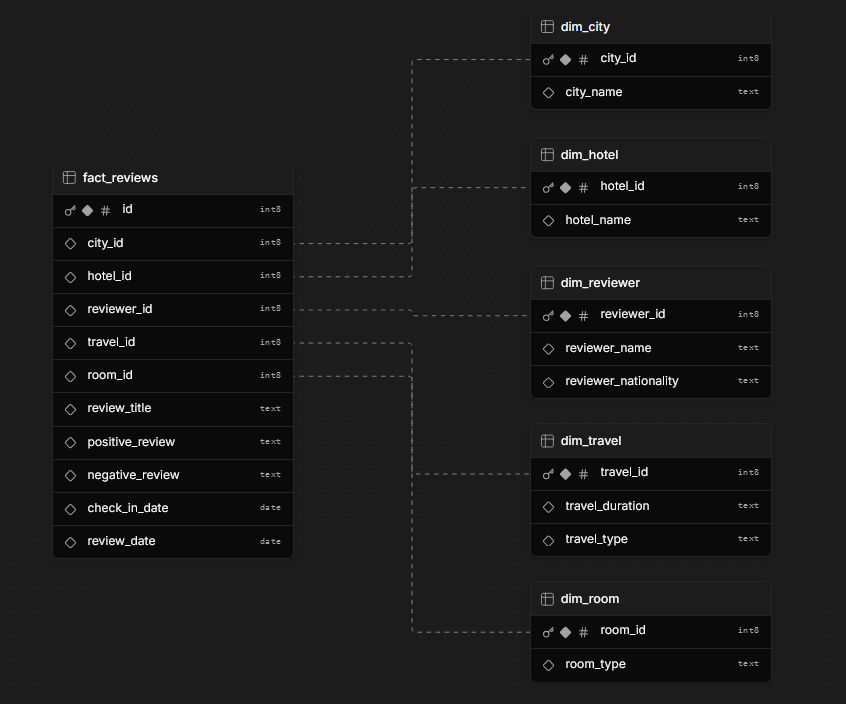 dim_city
city_id int8
city_name text
dim_hotel
hotel_id int8
hotel_name text
fact_reviews
id int8
city_id int8
hotel_id int8
reviewer_id int8
travel_id int8
room_id int8
review_title text
positive_review text
negative_review text
check_in_date date
review_date date
dim_reviewer
reviewer_id int8
reviewer_name text
reviewer_nationality text
dim_travel
travel_id int8
travel_duration text
travel_type text
dim_room
room_id int8
room_type text